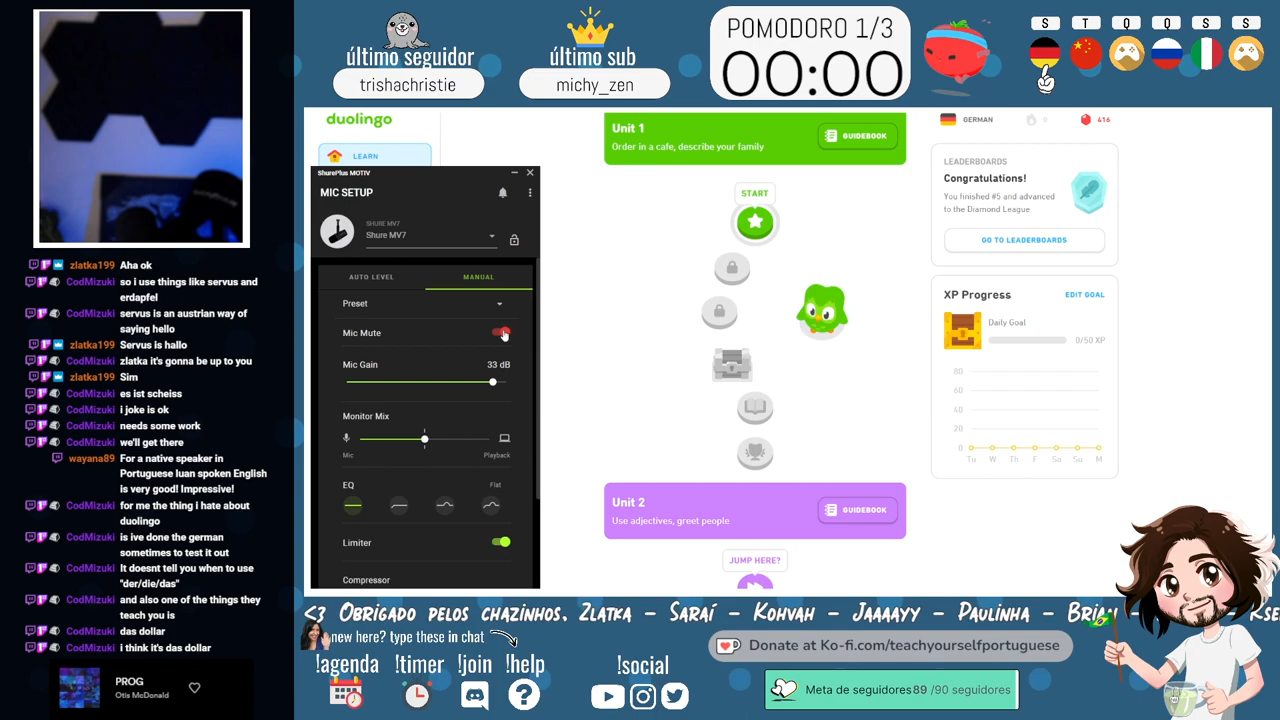 último seguidor
trishachristie
último sub
michy_zen
POMODORO 1/3
00:00
S T Q Q S S
duolingo
LEARN
Unit 1
Order in a cafe, describe your family
GUIDEBOOK
START
GERMAN
0
416
LEADERBOARDS
Congratulations!
You finished #5 and advanced
to the Diamond League
GO TO LEADERBOARDS
XP Progress
EDIT GOAL
Daily Goal
0/50 XP
80
60
40
20
0
Tu W Th F Sa Su M
Unit 2
Use adjectives, greet people
GUIDEBOOK
JUMP HERE?
ShurePlus MOTIV
MIC SETUP
SHURE MV7
Shure MV7
AUTO LEVEL
MANUAL
Preset
Mic Mute
Mic Gain
33 dB
Monitor Mix
Mic
Playback
EQ
Flat
Limiter
Compressor
zlatka199 Aha ok
CodMizuki so i use things like servus and
erdapfel
CodMizuki servus is an austrian way of
saying hello
zlatka199 Servus is hallo
CodMizuki zlatka it's gonna be up to you
zlatka199 Sim
CodMizuki es ist scheiss
CodMizuki i joke is ok
CodMizuki needs some work
CodMizuki we'll get there
wayana89 For a native speaker in
Portuguese luan spoken English
is very good! Impressive!
CodMizuki for me the thing I hate about
duolingo
CodMizuki is ive done the german
sometimes to test it out
CodMizuki It doesnt tell you when to use
"der/die/das"
CodMizuki and also one of the things they
teach you is
CodMizuki das dollar
CodMizuki i think it's das dollar
PROG
Otis McDonald
<3 Obrigado pelos chazinhos, Zlatka - Saraí - Kohvah - Jaaaayy - Paulinha - Brian
new here? type these in chat
!agenda
!timer
!join
!help
!social
Donate at Ko-fi.com/teachyourselfportuguese
Meta de seguidores 89 /90 seguidores